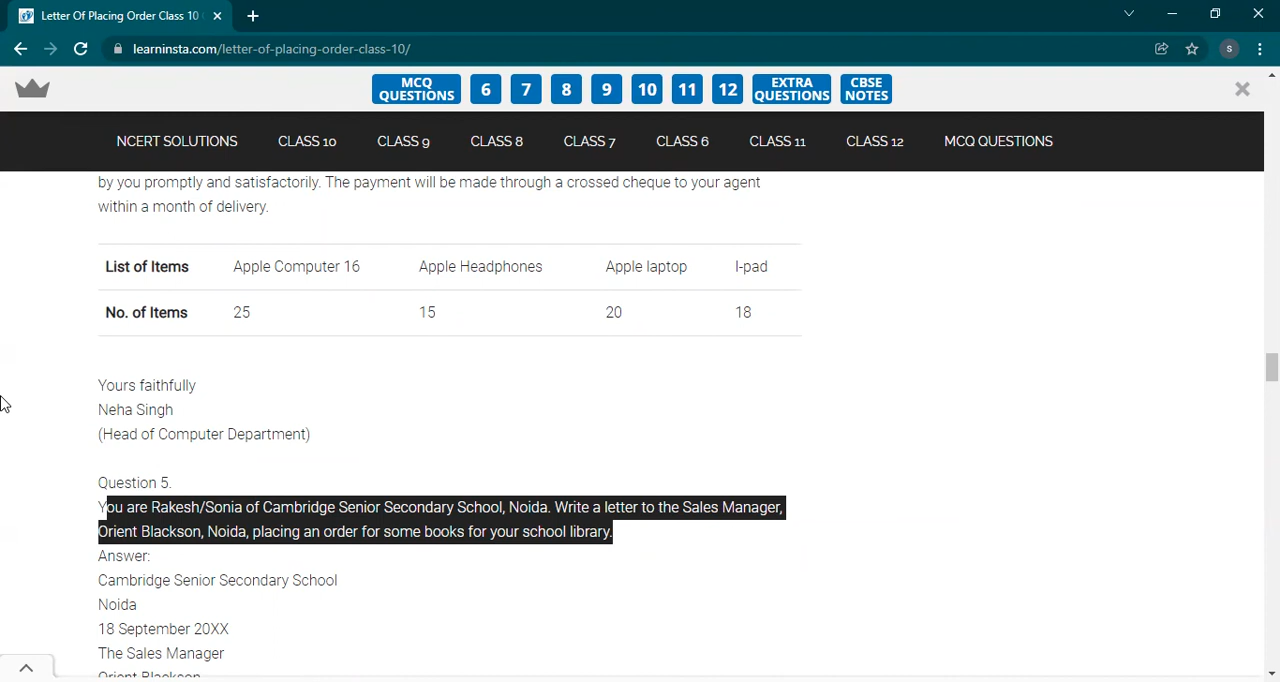 Letter Of Placing Order Class 10
learninsta.com/letter-of-placing-order-class-10/
S
MCQ QUESTIONS 6 7 8 9 10 11 12 EXTRA QUESTIONS CBSE NOTES
NCERT SOLUTIONS CLASS 10 CLASS 9 CLASS 8 CLASS 7 CLASS 6 CLASS 11 CLASS 12 MCQ QUESTIONS
by you promptly and satisfactorily. The payment will be made through a crossed cheque to your agent
within a month of delivery.
List of Items Apple Computer 16 Apple Headphones Apple laptop I-pad
No. of Items 25 15 20 18
Yours faithfully
Neha Singh
(Head of Computer Department)
Question 5.
You are Rakesh/Sonia of Cambridge Senior Secondary School, Noida. Write a letter to the Sales Manager,
Orient Blackson, Noida, placing an order for some books for your school library.
Answer:
Cambridge Senior Secondary School
Noida
18 September 20XX
The Sales Manager
Orient Blackson